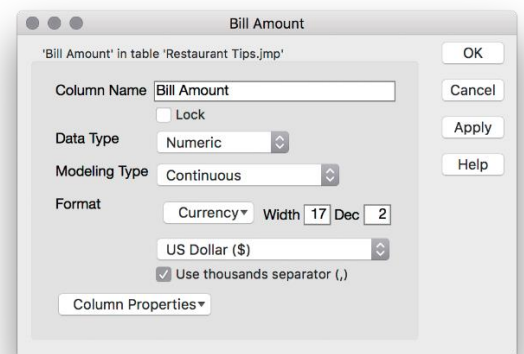 Bill Amount
'Bill Amount' in table 'Restaurant Tips.jmp'
OK
Column Name Bill Amount
Cancel
Lock
Apply
Data Type Numeric
Help
Modeling Type Continuous
Format Currency▾ Width 17 Dec 2
US Dollar ($)
Use thousands separator (,)
Column Properties▾